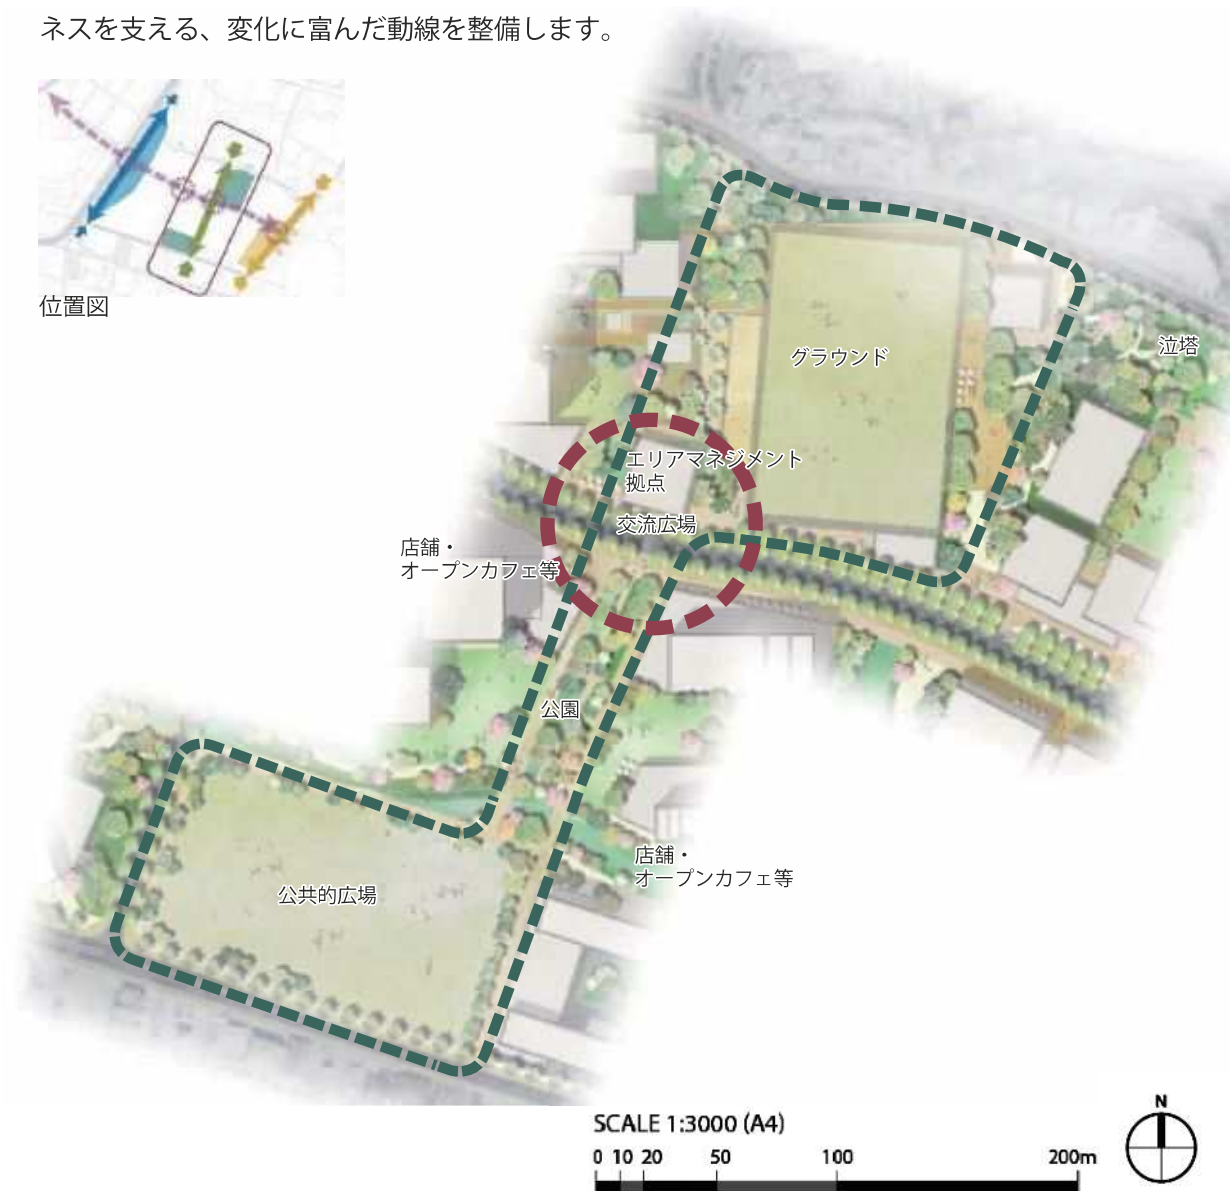 ネスを支える、変化に富んだ動線を整備します。
位置図
泣塔
グラウンド
エリアマネジメント
拠点
交流広場
店舗・
オープンカフェ等
公園
店舗・
オープンカフェ等
公共的広場
SCALE 1:3000 (A4)
0 10 20 50 100 200m
N